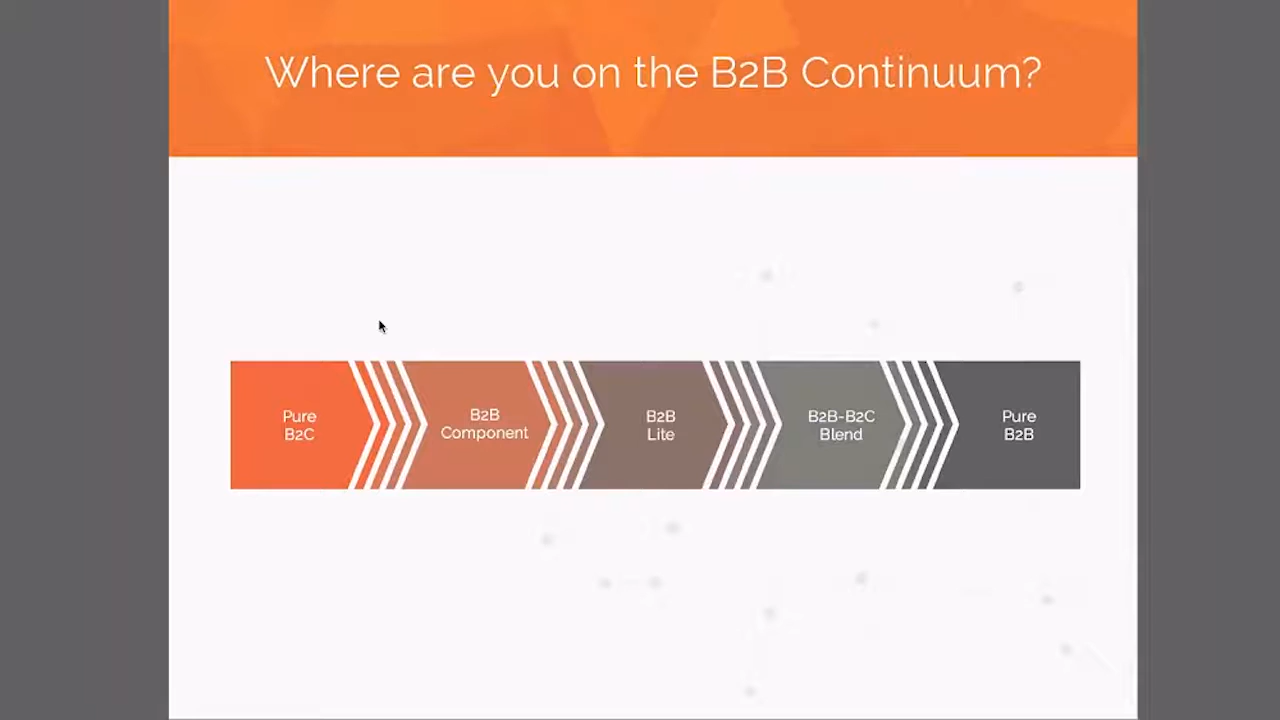 Where are you on the B2B Continuum?
Pure
B2C
B2B
Component
B2B
Lite
B2B-B2C
Blend
Pure
B2B